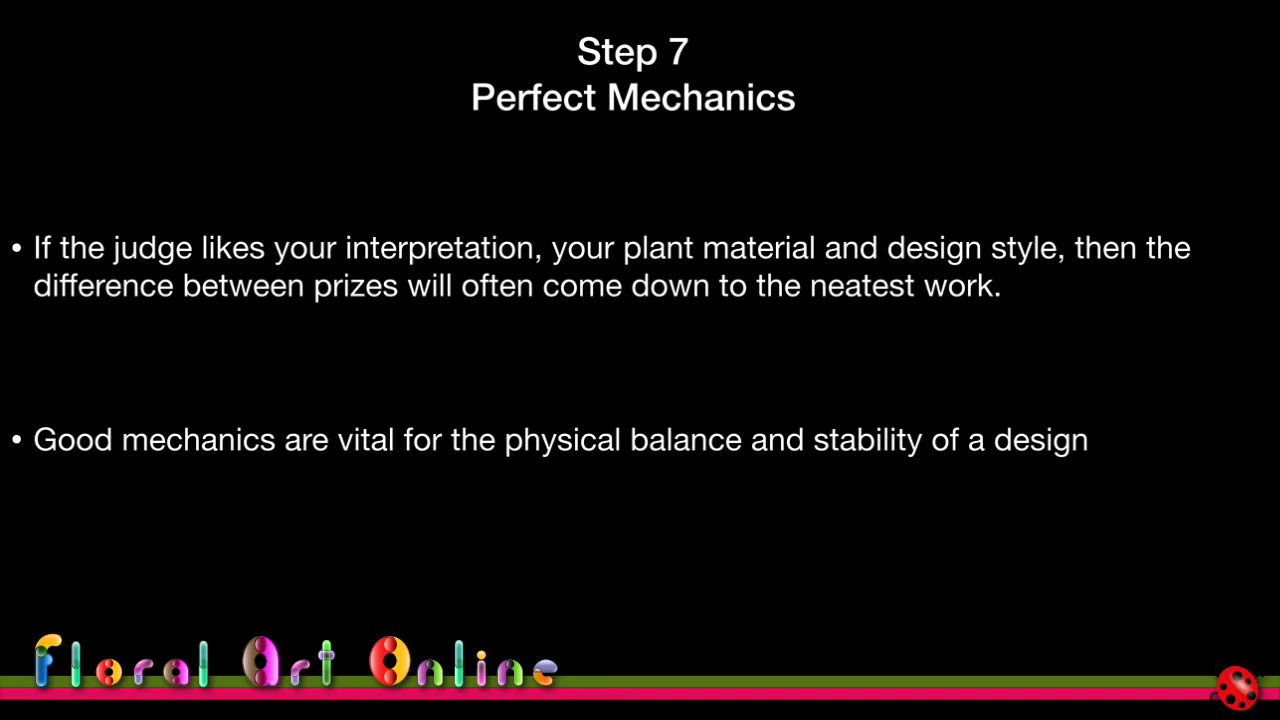 Step 7
Perfect Mechanics
• If the judge likes your interpretation, your plant material and design style, then the
difference between prizes will often come down to the neatest work.
• Good mechanics are vital for the physical balance and stability of a design
Floral Art Online